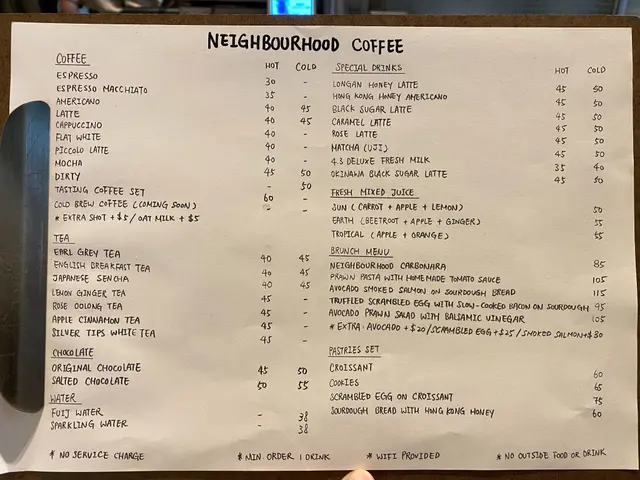 NEIGHBOURHOOD COFFEE
COFFEE HOT COLD
ESPRESSO 30 -
ESPRESSO MACCHIATO 35 -
AMERICANO 40 45
LATTE 40 45
CAPPUCCINO 40 -
FLAT WHITE 40 -
PICCOLO LATTE 40 -
MOCHA 45 50
DIRTY - 50
TASTING COFFEE SET 60 -
COLD BREW COFFEE (COMING SOON) - -
* EXTRA SHOT + $5 / OAT MILK + $5
TEA
EARL GREY TEA 40 45
ENGLISH BREAKFAST TEA 40 45
JAPANESE SENCHA 40 45
LEMON GINGER TEA 45 -
ROSE OOLONG TEA 45 -
APPLE CINNAMON TEA 45 -
SILVER TIPS WHITE TEA 45 -
CHOCOLATE
ORIGINAL CHOCOLATE 45 50
SALTED CHOCOLATE 50 55
WATER
FUIJ WATER - 38
SPARKLING WATER - 38
SPECIAL DRINKS HOT COLD
LONGAN HONEY LATTE 45 50
HONG KONG HONEY AMERICANO 45 50
BLACK SUGAR LATTE 45 50
CARAMEL LATTE 45 50
ROSE LATTE 45 50
MATCHA (UJI) 45 50
4.3 DELUXE FRESH MILK 35 40
OKINAWA BLACK SUGAR LATTE 45 50
FRESH MIXED JUICE
SUN (CARROT + APPLE + LEMON) 50
EARTH (BEETROOT + APPLE + GINGER) 55
TROPICAL (APPLE + ORANGE) 55
BRUNCH MENU
NEIGHBOURHOOD CARBONARA 85
PRAWN PASTA WITH HOMEMADE TOMATO SAUCE 105
AVOCADO SMOKED SALMON ON SOURDOUGH BREAD 115
TRUFFLED SCRAMBLED EGG WITH SLOW-COOKED BACON ON SOURDOUGH 95
AVOCADO PRAWN SALAD WITH BALSAMIC VINEGAR 105
* EXTRA: AVOCADO + $20/SCRAMBLED EGG + $25/SMOKED SALMON + $30
PASTRIES SET
CROISSANT 60
COOKIES 65
SCRAMBLED EGG ON CROISSANT 75
SOURDOUGH BREAD WITH HONG KONG HONEY 60
* NO SERVICE CHARGE * MIN. ORDER 1 DRINK * WIFI PROVIDED * NO OUTSIDE FOOD OR DRINK